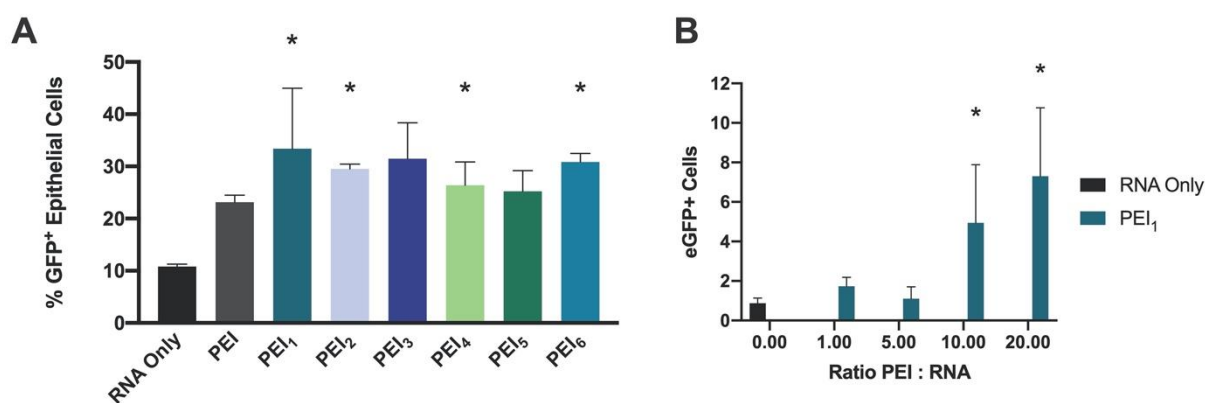 A
% GFP⁺ Epithelial Cells
50
40
30
20
10
0
* * * *
RNA Only PEI PEI₁ PEI₂ PEI₃ PEI₄ PEI₅ PEI₆
B
eGFP+ Cells
12
10
8
6
4
2
0
* *
0.00 1.00 5.00 10.00 20.00
Ratio PEI : RNA
RNA Only
PEI₁